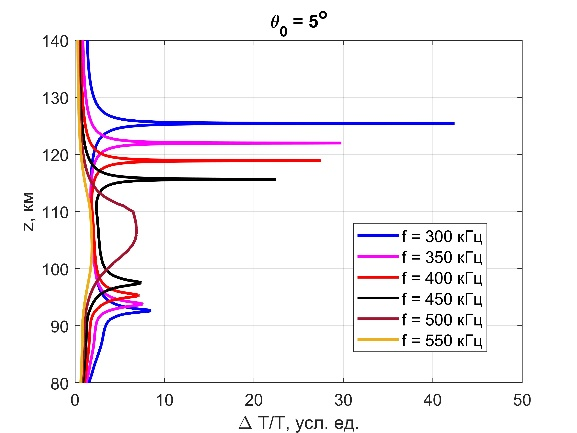 θ₀ = 5°
140
130
120
110
100
90
80
z, км
f = 300 кГц
f = 350 кГц
f = 400 кГц
f = 450 кГц
f = 500 кГц
f = 550 кГц
0 10 20 30 40 50
Δ T/T, усл. ед.